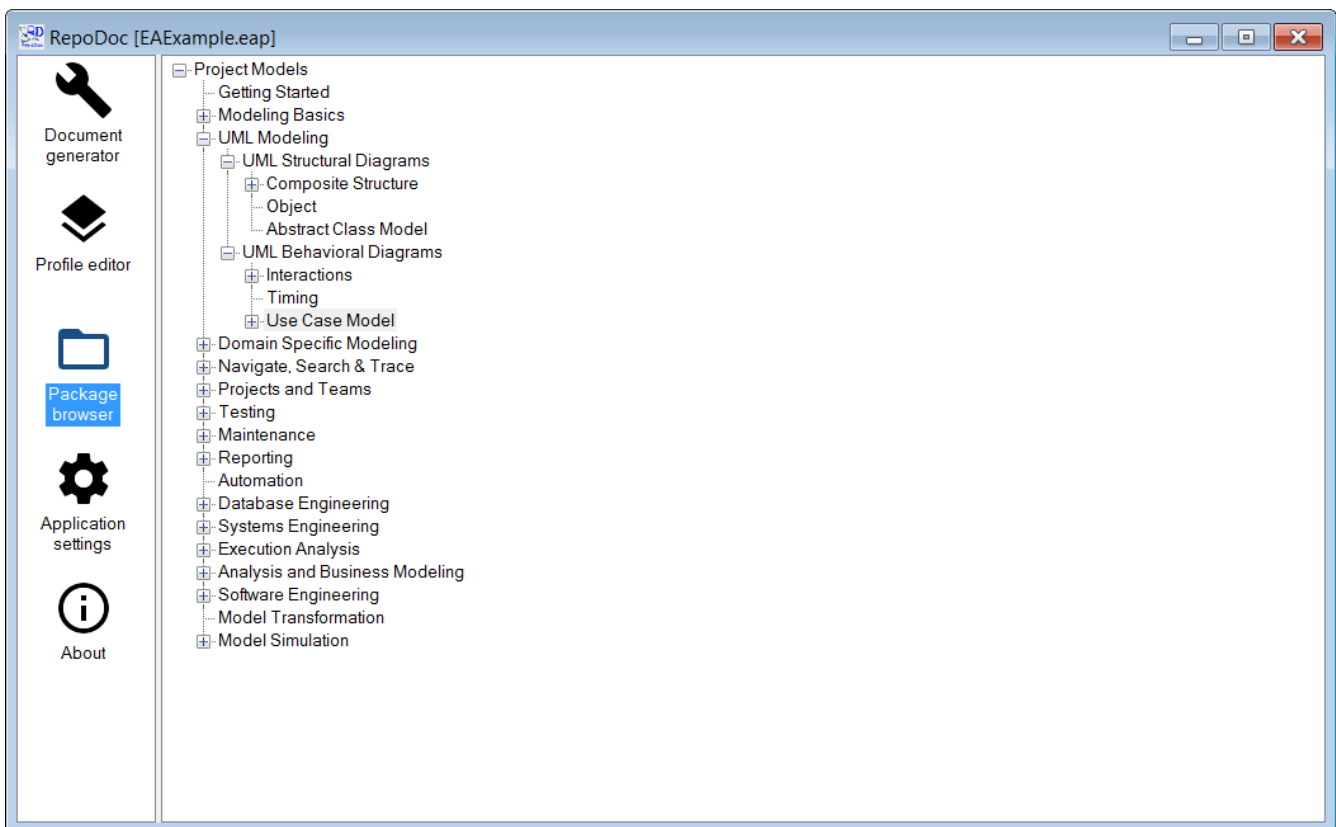 RepoDoc [EAExample.eap]
Document
generator
Profile editor
Package
browser
Application
settings
About
Project Models
Getting Started
Modeling Basics
UML Modeling
UML Structural Diagrams
Composite Structure
Object
Abstract Class Model
UML Behavioral Diagrams
Interactions
Timing
Use Case Model
Domain Specific Modeling
Navigate, Search & Trace
Projects and Teams
Testing
Maintenance
Reporting
Automation
Database Engineering
Systems Engineering
Execution Analysis
Analysis and Business Modeling
Software Engineering
Model Transformation
Model Simulation